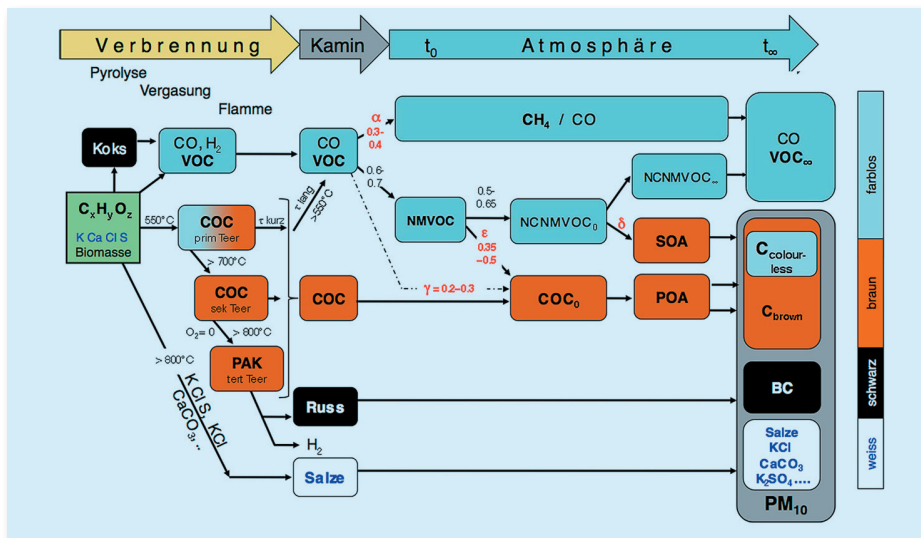 Verbrennung
Kamin
t₀ Atmosphäre t∞
Pyrolyse
Vergasung
Flamme
Koks
CO, H₂
VOC
CO
VOC
α
0.3-
0.4
CH₄ / CO
CO
VOC∞
CₓHᵧO_z
K Ca Cl S
Biomasse
550°C
COC
prim Teer
τ kurz
τ lang
>550°C
0.6-
0.7
NMVOC
0.5-
0.65
ε
0.35
–0.5
NCNMVOC₀
NCNMVOC∞
δ
SOA
> 700°C
COC
sek Teer
COC
γ = 0.2–0.3
COC₀
POA
C colour-
less
C brown
O₂= 0
> 800°C
PAK
tert Teer
> 800°C
K Cl S, KCl
CaCO₃, ..
Russ
H₂
Salze
BC
Salze
KCl
CaCO₃
K₂SO₄....
PM₁₀
farblos
braun
schwarz
weiss